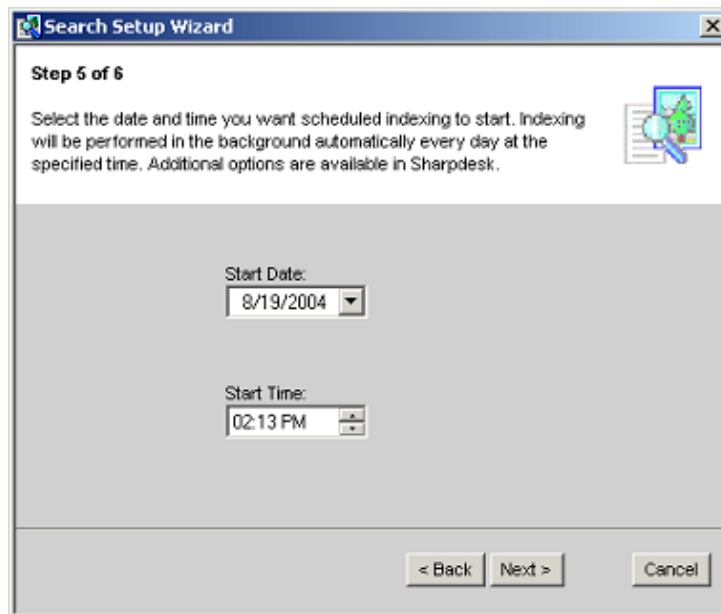 Search Setup Wizard
Step 5 of 6
Select the date and time you want scheduled indexing to start. Indexing
will be performed in the background automatically every day at the
specified time. Additional options are available in Sharpdesk.
Start Date:
8/19/2004
Start Time:
02:13 PM
< Back Next > Cancel